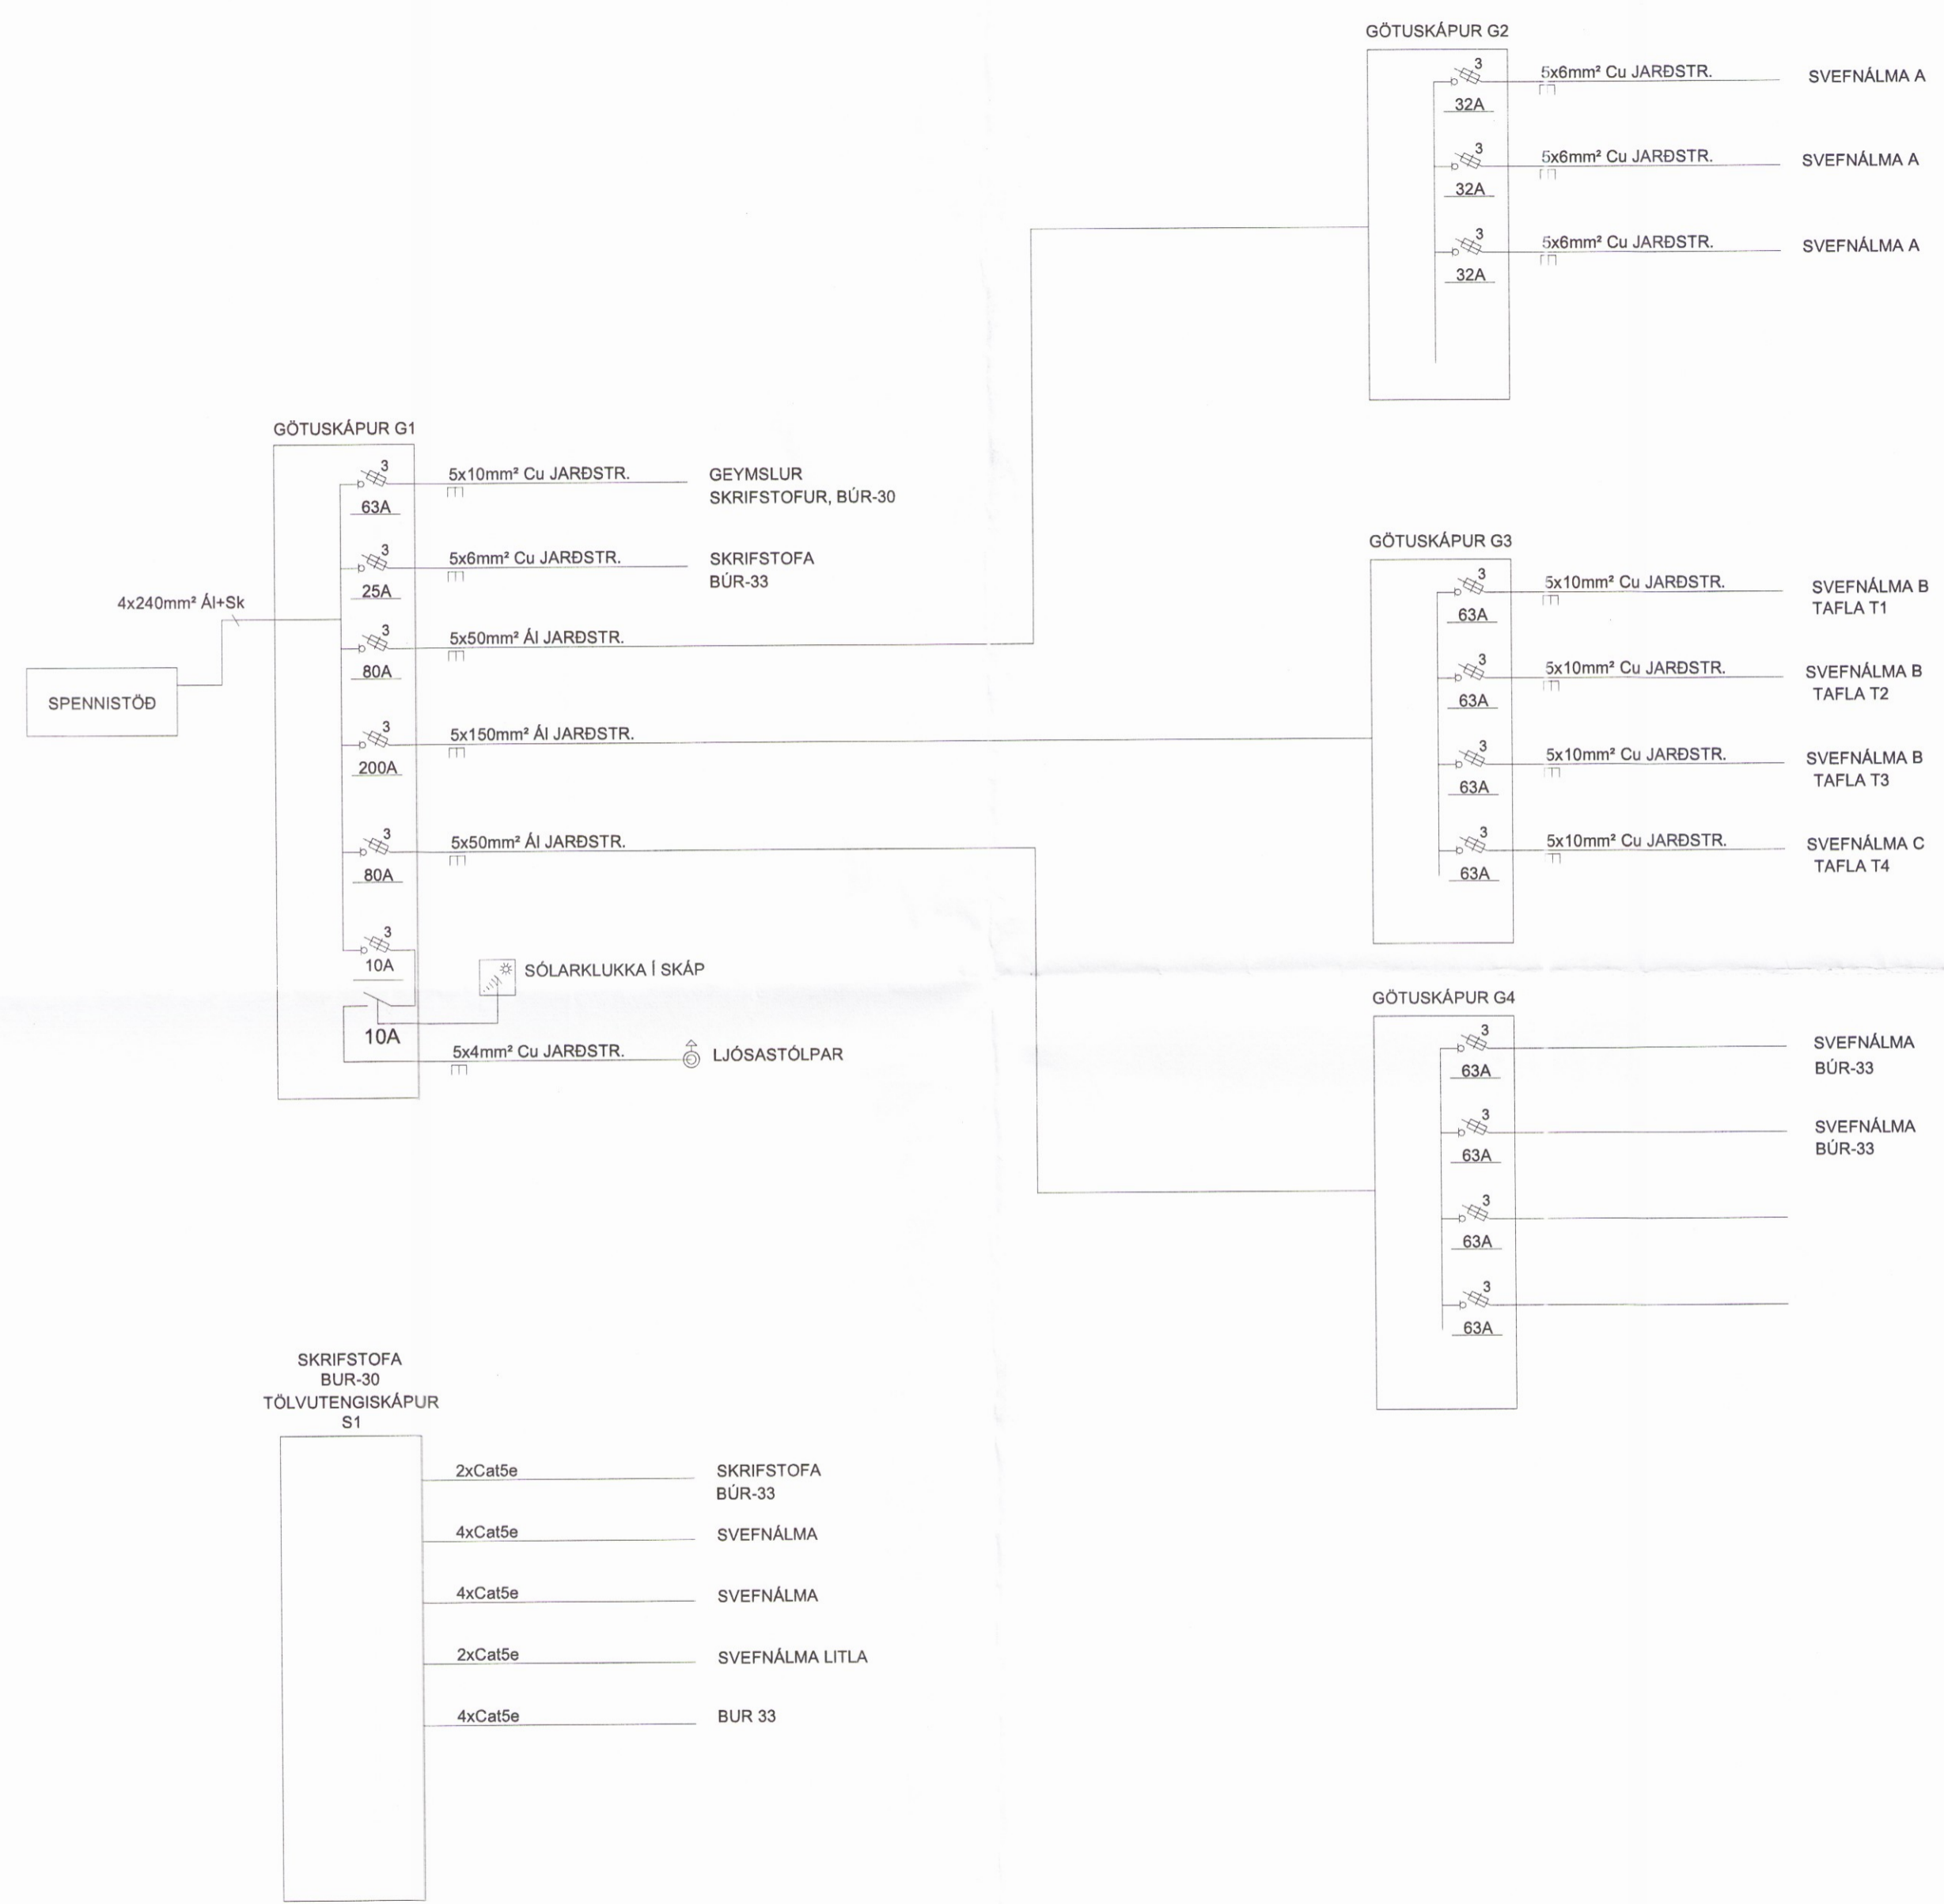 GÖTUSKÁPUR G2
3
5x6mm² Cu JARÐSTR.
SVEFNÁLMA A
32A
3
5x6mm² Cu JARÐSTR.
SVEFNÁLMA A
32A
3
5x6mm² Cu JARÐSTR.
SVEFNÁLMA A
32A
GÖTUSKÁPUR G1
3
5x10mm² Cu JARÐSTR.
GEYMSLUR
SKRIFSTOFUR, BÚR-30
63A
3
5x6mm² Cu JARÐSTR.
SKRIFSTOFA
BÚR-33
25A
4x240mm² Ál+Sk
SPENNISTÖÐ
3
5x50mm² Ál JARÐSTR.
80A
3
5x150mm² Ál JARÐSTR.
200A
3
5x50mm² Ál JARÐSTR.
80A
3
10A
SÓLARKLUKKA Í SKÁP
10A
5x4mm² Cu JARÐSTR.
LJÓSASTÓLPAR
GÖTUSKÁPUR G3
3
5x10mm² Cu JARÐSTR.
SVEFNÁLMA B
TAFLA T1
63A
3
5x10mm² Cu JARÐSTR.
SVEFNÁLMA B
TAFLA T2
63A
3
5x10mm² Cu JARÐSTR.
SVEFNÁLMA B
TAFLA T3
63A
3
5x10mm² Cu JARÐSTR.
SVEFNÁLMA C
TAFLA T4
63A
GÖTUSKÁPUR G4
3
SVEFNÁLMA
BÚR-33
63A
3
SVEFNÁLMA
BÚR-33
63A
3
63A
3
63A
SKRIFSTOFA
BUR-30
TÖLVUTENGISKÁPUR
S1
2xCat5e
SKRIFSTOFA
BÚR-33
4xCat5e
SVEFNÁLMA
4xCat5e
SVEFNÁLMA
2xCat5e
SVEFNÁLMA LITLA
4xCat5e
BUR 33